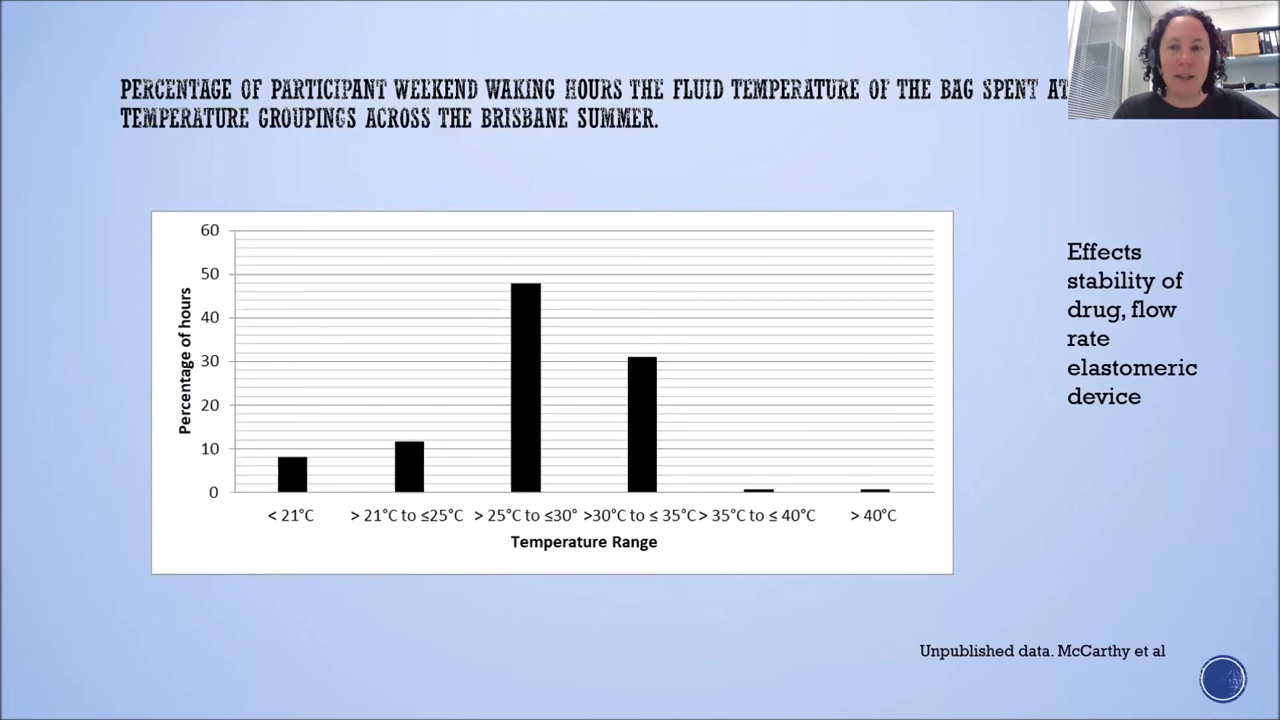 PERCENTAGE OF PARTICIPANT WEEKEND WAKING HOURS THE FLUID TEMPERATURE OF THE BAG SPENT AT
TEMPERATURE GROUPINGS ACROSS THE BRISBANE SUMMER.
60
50
40
30
20
10
0
Percentage of hours
< 21°C > 21°C to ≤25°C > 25°C to ≤30° >30°C to ≤ 35°C > 35°C to ≤ 40°C > 40°C
Temperature Range
Effects
stability of
drug, flow
rate
elastomeric
device
Unpublished data. McCarthy et al